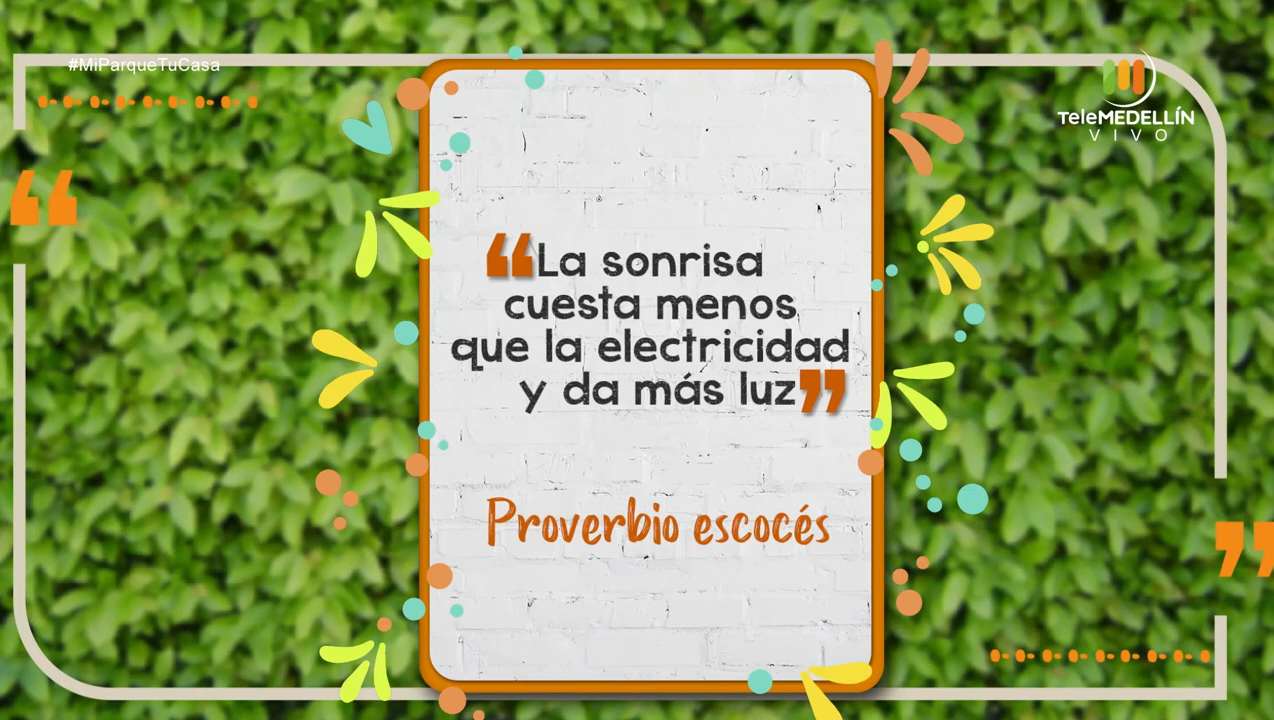 #MiParqueTuCasa
TeleMEDELLÍN
VIVO
“La sonrisa
cuesta menos
que la electricidad
y da más luz”
Proverbio escocés